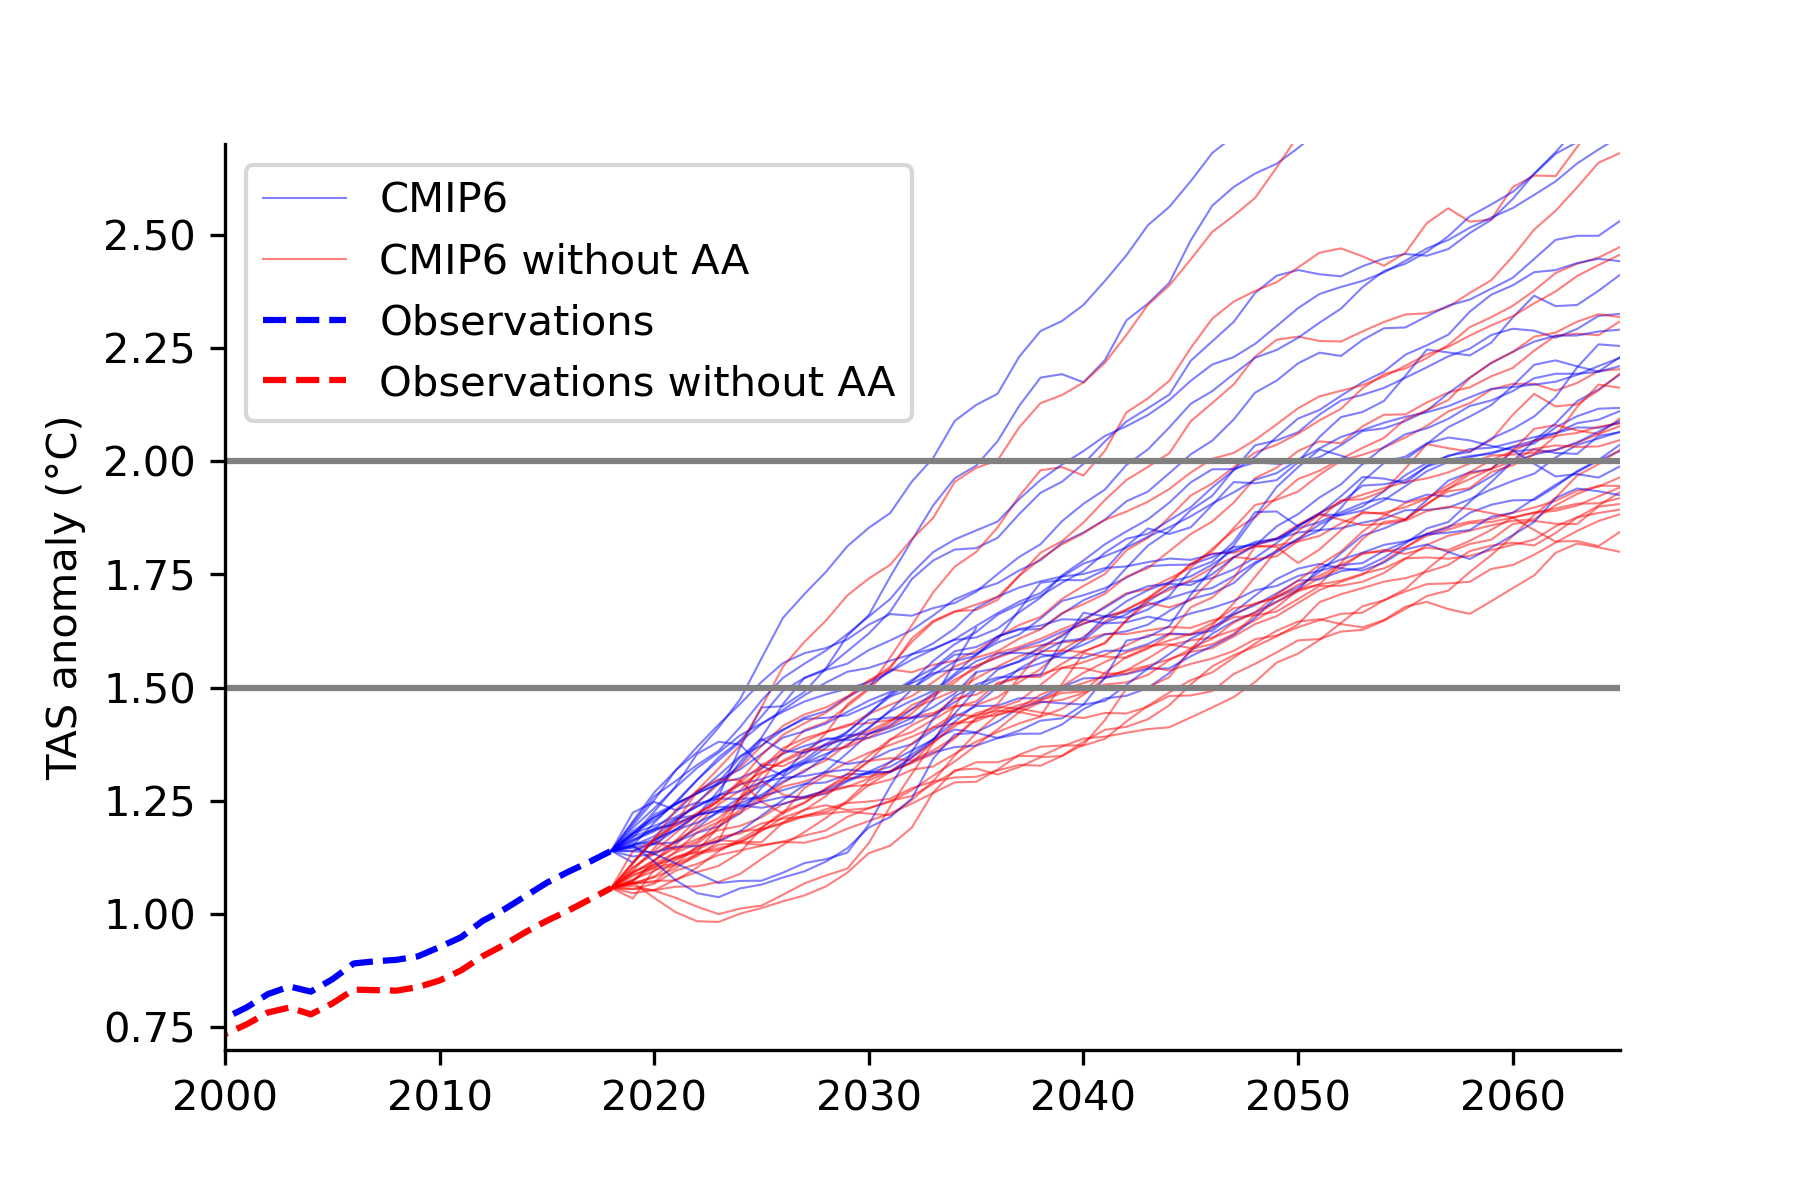 CMIP6
CMIP6 without AA
Observations
Observations without AA
TAS anomaly (°C)
2.50
2.25
2.00
1.75
1.50
1.25
1.00
0.75
2000 2010 2020 2030 2040 2050 2060